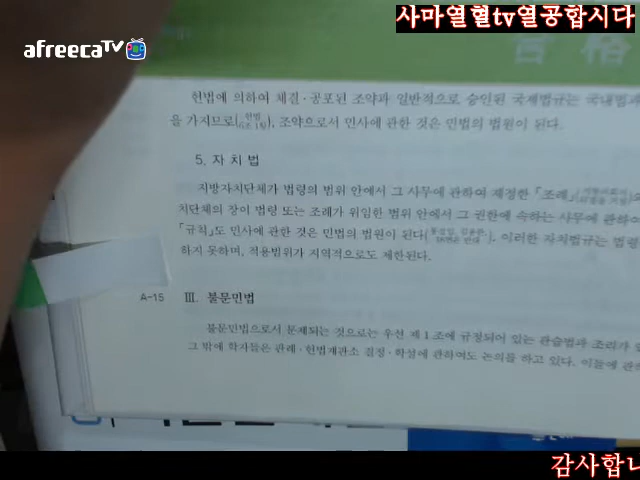 사마열혈tv열공합시다
afreecaTV
헌법에 의하여 체결·공포된 조약과 일반적으로 승인된 국제법규는 국내법과
을 가지므로(헌법 6조 1항), 조약으로서 민사에 관한 것은 민법의 법원이 된다.
5. 자 치 법
지방자치단체가 법령의 범위 안에서 그 사무에 관하여 제정한 「조례」
치단체의 장이 법령 또는 조례가 위임한 범위 안에서 그 권한에 속하는 사무에 관하여
「규칙」도 민사에 관한 것은 민법의 법원이 된다. 이러한 자치법규는 법령
하지 못하며, 적용범위가 지역적으로도 제한된다.
A-15 Ⅲ. 불문민법
불문민법으로서 문제되는 것으로는 우선 제1조에 규정되어 있는 관습법과 조리가 있
그 밖에 학자들은 판례·헌법재판소 결정·학설에 관하여도 논의를 하고 있다. 이들에 관하
감사합니